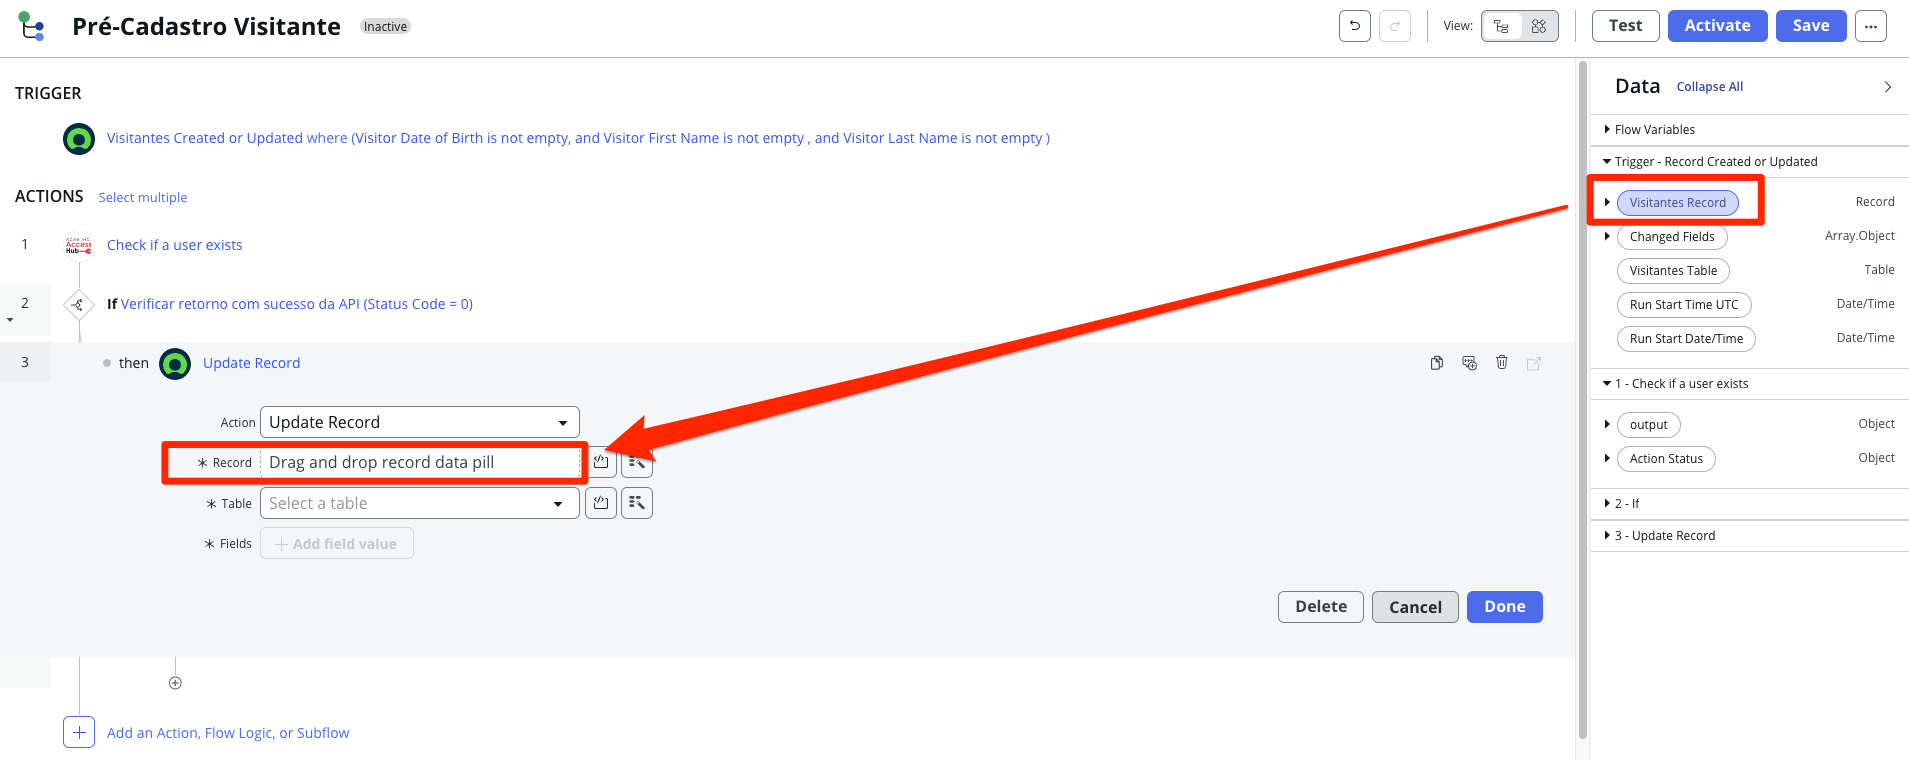 Pré-Cadastro Visitante Inactive View: Test Activate Save ...
TRIGGER
Visitantes Created or Updated where (Visitor Date of Birth is not empty, and Visitor First Name is not empty , and Visitor Last Name is not empty )
ACTIONS Select multiple
1 Access Hub Check if a user exists
2 If Verificar retorno com sucesso da API (Status Code = 0)
3 then Update Record
Action Update Record
* Record Drag and drop record data pill
* Table Select a table
* Fields + Add field value
Delete Cancel Done
+ Add an Action, Flow Logic, or Subflow
Data Collapse All
Flow Variables
Trigger - Record Created or Updated
Visitantes Record Record
Changed Fields Array.Object
Visitantes Table Table
Run Start Time UTC Date/Time
Run Start Date/Time Date/Time
1 - Check if a user exists
output Object
Action Status Object
2 - If
3 - Update Record